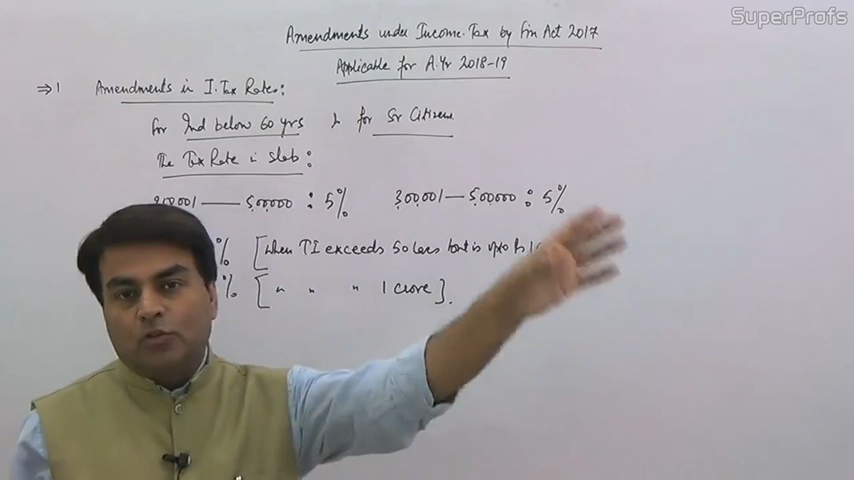 SuperProfs
Amendments under Income Tax by Fin Act 2017
Applicable for A.Yr 2018-19
⇒ 1 Amendments in I. Tax Rates:
for Ind below 60 yrs & for Sr Citizens
The Tax Rate in slab:
500000 : 5% 300001 — 500000 : 5%
% [When TI exceeds 50 Lacs but is upto Rs 1
% [ " " " 1 crore ].